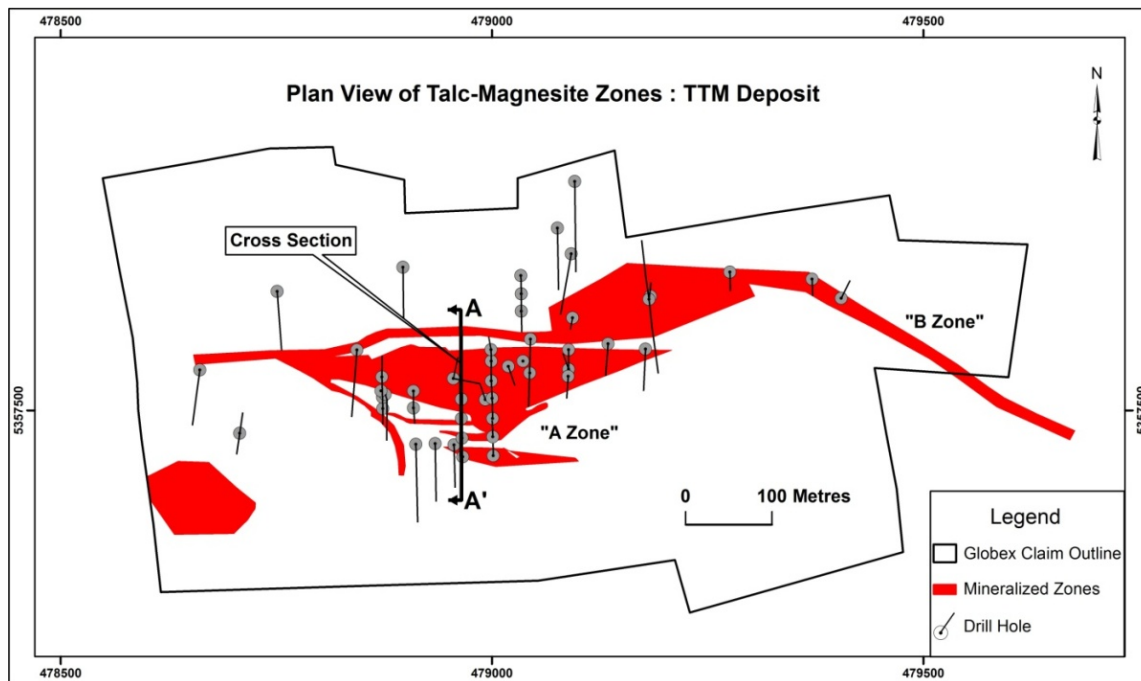 478500
479000
479500
Plan View of Talc-Magnesite Zones : TTM Deposit
N
Cross Section
A
"B Zone"
5357500
"A Zone"
5357500
A'
0
100 Metres
Legend
Globex Claim Outline
Mineralized Zones
Drill Hole
478500
479000
479500